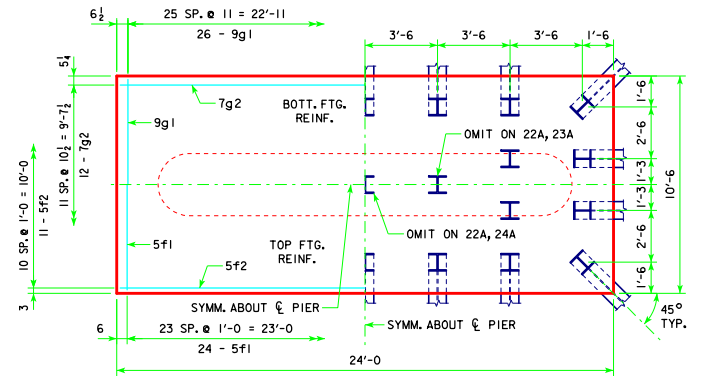 6½
25 SP. @ 11 = 22'-11
26 - 9g1
3'-6
3'-6
3'-6
1'-6
5¼
7g2
BOTT. FTG.
REINF.
9g1
OMIT ON 22A, 23A
1'-6
2'-6
1'-3
1'-3
2'-6
1'-6
10'-6
11 SP. @ 10½ = 9'-7½
12 - 7g2
10 SP. @ 1'-0 = 10'-0
11 - 5f2
3
5f1
TOP FTG.
REINF.
OMIT ON 22A, 24A
5f2
SYMM. ABOUT ℄ PIER
SYMM. ABOUT ℄ PIER
45°
TYP.
6
23 SP. @ 1'-0 = 23'-0
24 - 5f1
24'-0